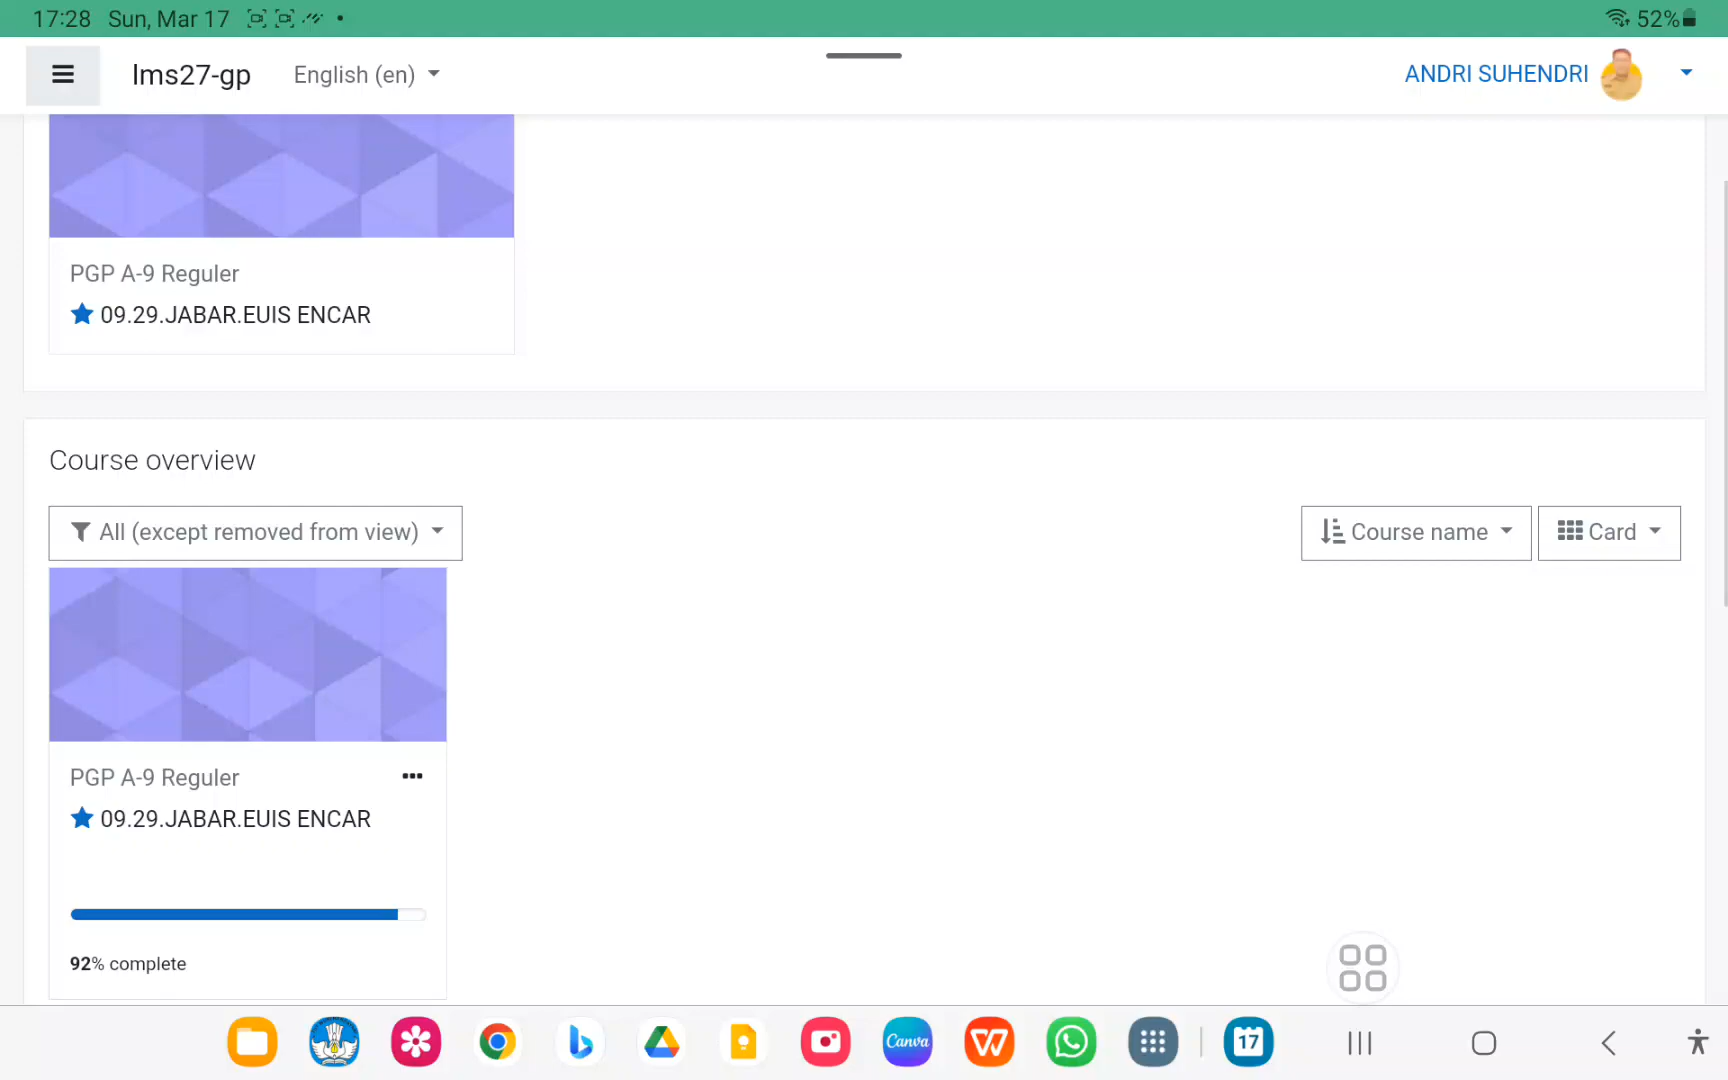 17:28 Sun, Mar 17
52%
lms27-gp
English (en)
ANDRI SUHENDRI
PGP A-9 Reguler
09.29.JABAR.EUIS ENCAR
Course overview
All (except removed from view)
Course name
Card
PGP A-9 Reguler
09.29.JABAR.EUIS ENCAR
92% complete
Canva
17